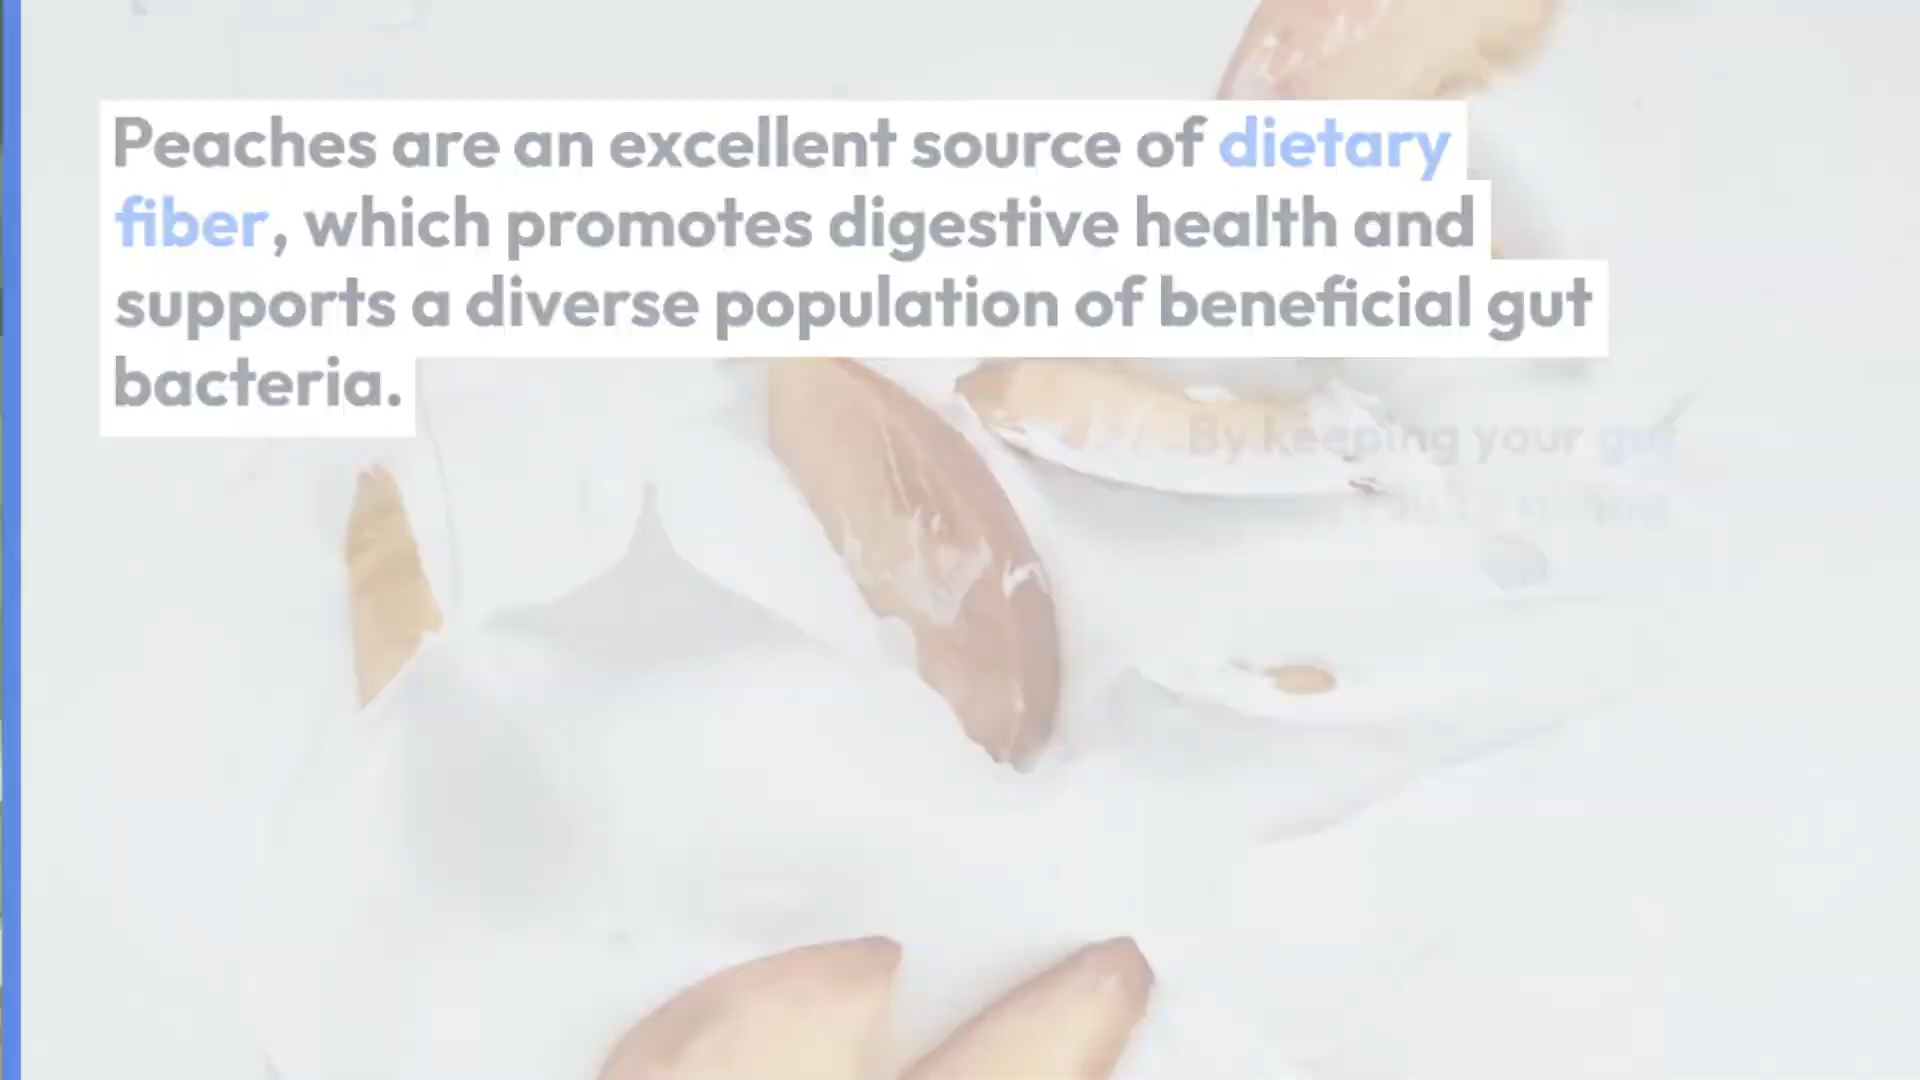 Peaches are an excellent source of dietary
fiber, which promotes digestive health and
supports a diverse population of beneficial gut
bacteria.
By keeping your gut